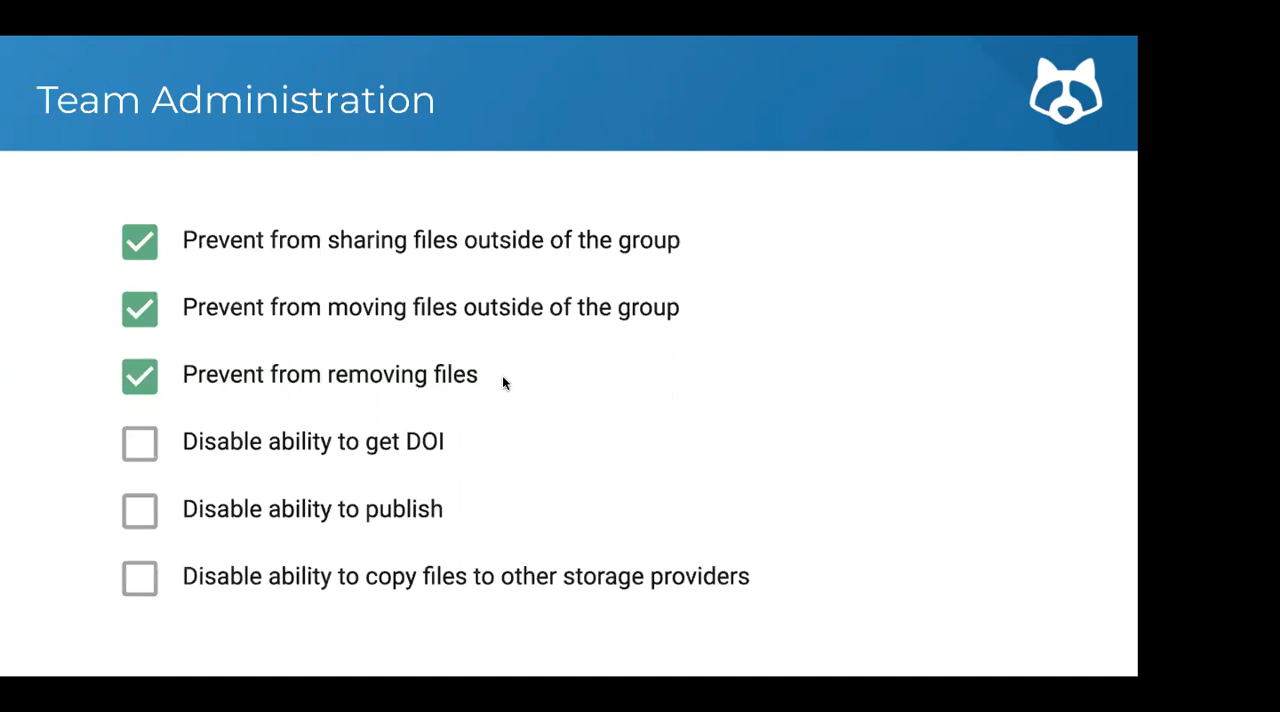 Team Administration
Prevent from sharing files outside of the group
Prevent from moving files outside of the group
Prevent from removing files
Disable ability to get DOI
Disable ability to publish
Disable ability to copy files to other storage providers